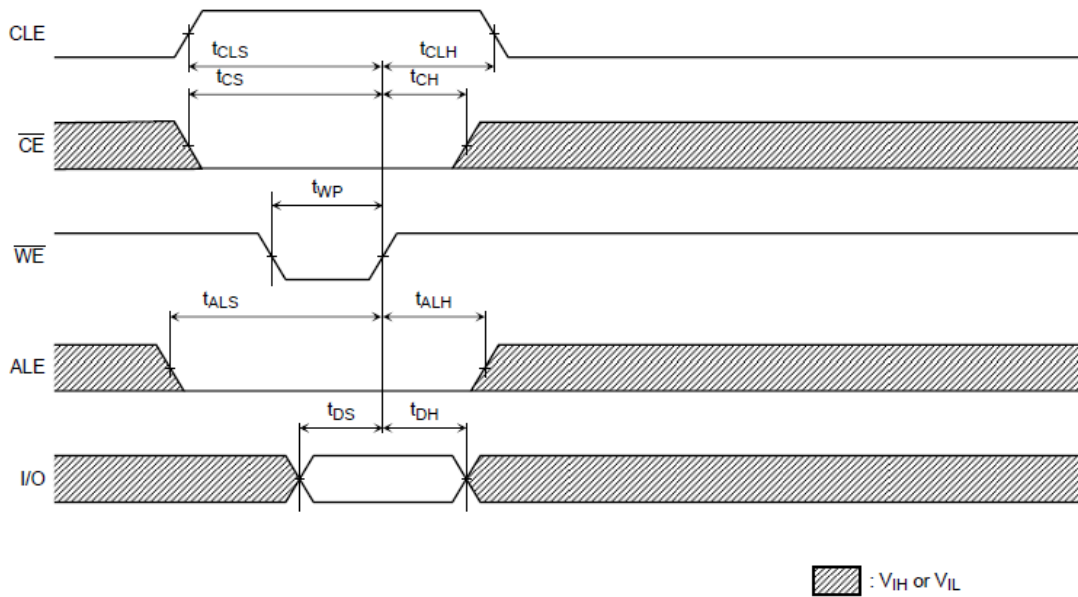 CLE
tCLS
tCLH
tCS
tCH
CE
tWP
WE
tALS
tALH
ALE
tDS
tDH
I/O
: VIH or VIL